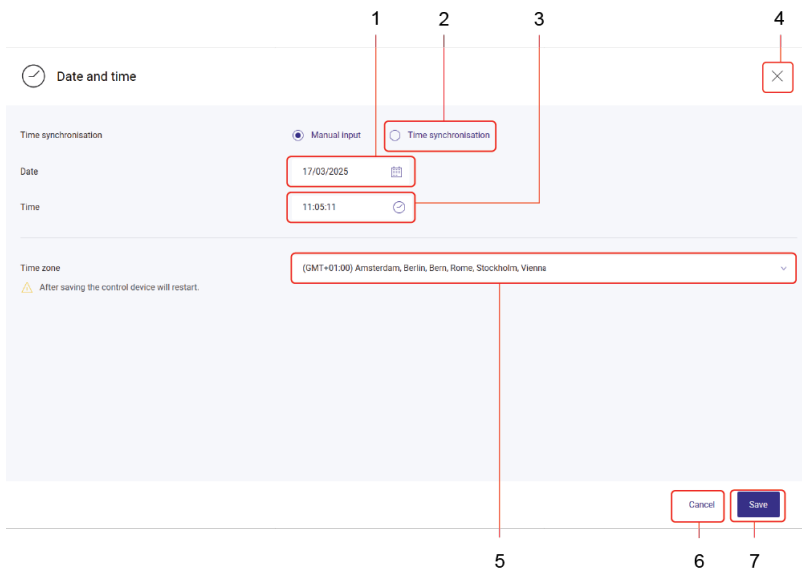 1 2 3 4
Date and time
Time synchronisation Manual input Time synchronisation
Date 17/03/2025
Time 11:05:11
Time zone (GMT+01:00) Amsterdam, Berlin, Bern, Rome, Stockholm, Vienna
After saving the control device will restart.
Cancel Save
5 6 7